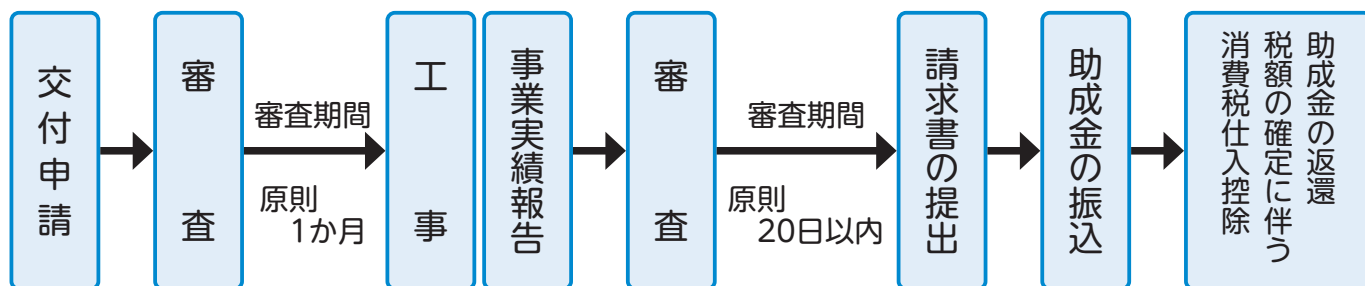 交付申請
審査
審査期間
原則
1か月
工事
事業実績報告
審査
審査期間
原則
20日以内
請求書の提出
助成金の振込
助成金の返還
税額の確定に伴う
消費税仕入控除